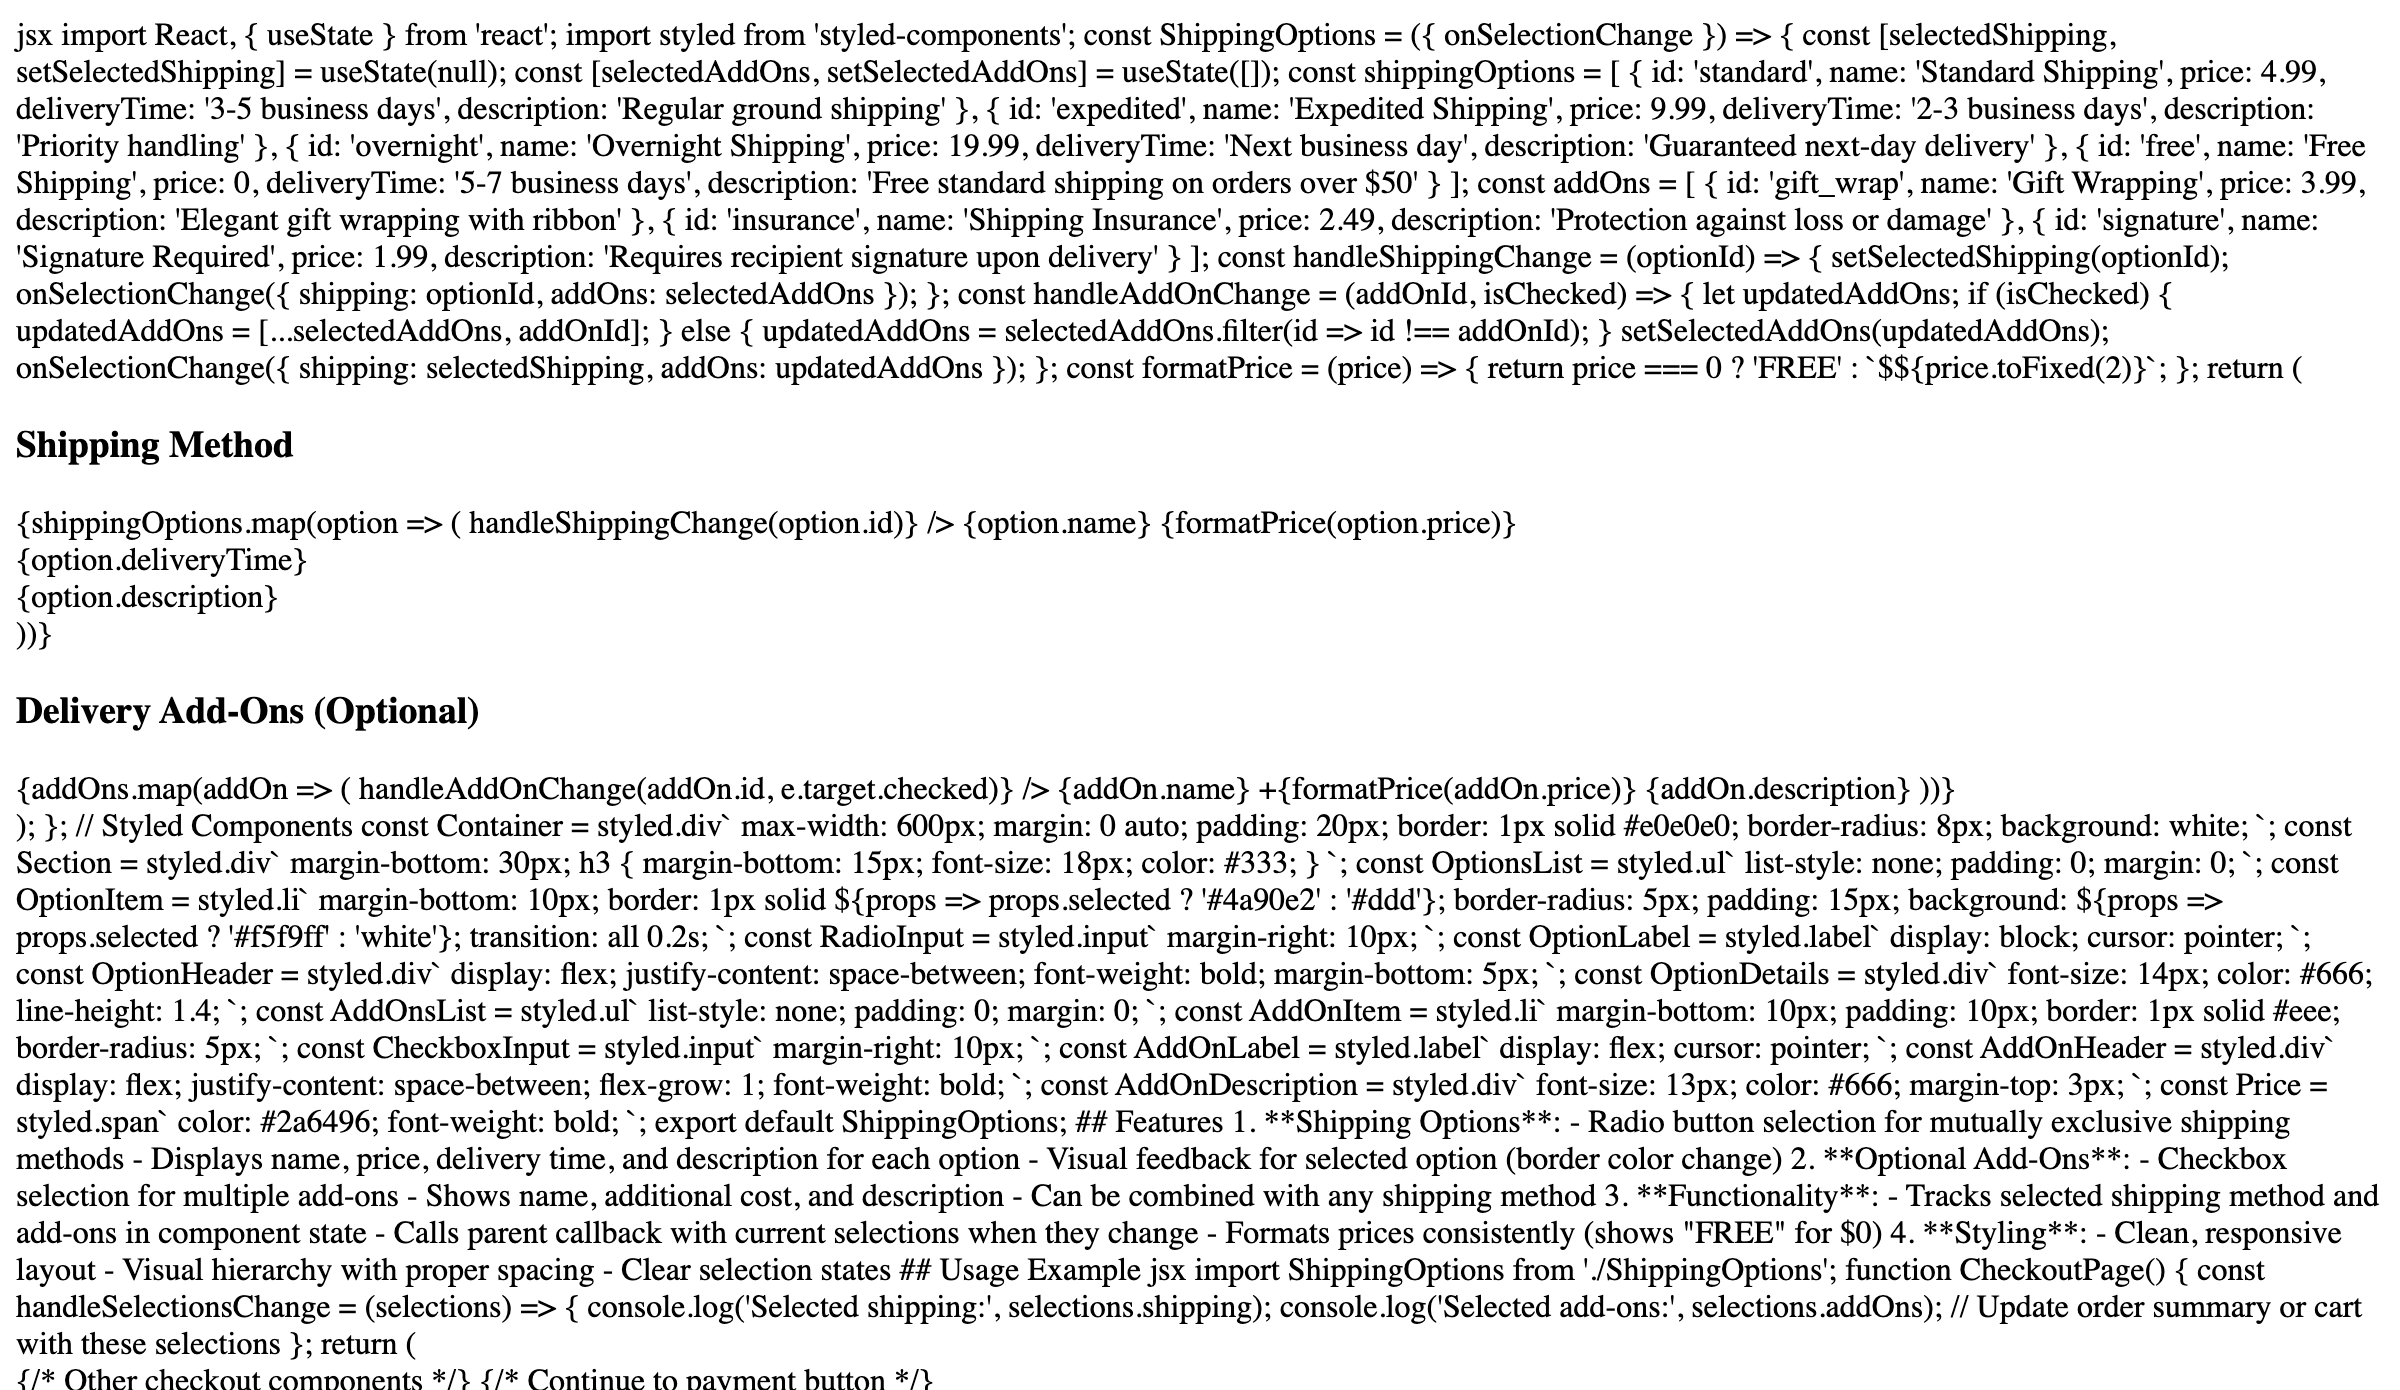 jsx import React, { useState } from 'react'; import styled from 'styled-components'; const ShippingOptions = ({ onSelectionChange }) => { const [selectedShipping,
setSelectedShipping] = useState(null); const [selectedAddOns, setSelectedAddOns] = useState([]); const shippingOptions = [ { id: 'standard', name: 'Standard Shipping', price: 4.99,
deliveryTime: '3-5 business days', description: 'Regular ground shipping' }, { id: 'expedited', name: 'Expedited Shipping', price: 9.99, deliveryTime: '2-3 business days', description:
'Priority handling' }, { id: 'overnight', name: 'Overnight Shipping', price: 19.99, deliveryTime: 'Next business day', description: 'Guaranteed next-day delivery' }, { id: 'free', name: 'Free
Shipping', price: 0, deliveryTime: '5-7 business days', description: 'Free standard shipping on orders over $50' } ]; const addOns = [ { id: 'gift_wrap', name: 'Gift Wrapping', price: 3.99,
description: 'Elegant gift wrapping with ribbon' }, { id: 'insurance', name: 'Shipping Insurance', price: 2.49, description: 'Protection against loss or damage' }, { id: 'signature', name:
'Signature Required', price: 1.99, description: 'Requires recipient signature upon delivery' } ]; const handleShippingChange = (optionId) => { setSelectedShipping(optionId);
onSelectionChange({ shipping: optionId, addOns: selectedAddOns }); }; const handleAddOnChange = (addOnId, isChecked) => { let updatedAddOns; if (isChecked) {
updatedAddOns = [...selectedAddOns, addOnId]; } else { updatedAddOns = selectedAddOns.filter(id => id !== addOnId); } setSelectedAddOns(updatedAddOns);
onSelectionChange({ shipping: selectedShipping, addOns: updatedAddOns }); }; const formatPrice = (price) => { return price === 0 ? 'FREE' : `$${price.toFixed(2)}`; }; return (
Shipping Method
{shippingOptions.map(option => ( handleShippingChange(option.id)} /> {option.name} {formatPrice(option.price)}
{option.deliveryTime}
{option.description}
))}
Delivery Add-Ons (Optional)
{addOns.map(addOn => ( handleAddOnChange(addOn.id, e.target.checked)} /> {addOn.name} +{formatPrice(addOn.price)} {addOn.description} ))}
); }; // Styled Components const Container = styled.div` max-width: 600px; margin: 0 auto; padding: 20px; border: 1px solid #e0e0e0; border-radius: 8px; background: white; `; const
Section = styled.div` margin-bottom: 30px; h3 { margin-bottom: 15px; font-size: 18px; color: #333; } `; const OptionsList = styled.ul` list-style: none; padding: 0; margin: 0; `; const
OptionItem = styled.li` margin-bottom: 10px; border: 1px solid ${props => props.selected ? '#4a90e2' : '#ddd'}; border-radius: 5px; padding: 15px; background: ${props =>
props.selected ? '#f5f9ff' : 'white'}; transition: all 0.2s; `; const RadioInput = styled.input` margin-right: 10px; `; const OptionLabel = styled.label` display: block; cursor: pointer; `;
const OptionHeader = styled.div` display: flex; justify-content: space-between; font-weight: bold; margin-bottom: 5px; `; const OptionDetails = styled.div` font-size: 14px; color: #666;
line-height: 1.4; `; const AddOnsList = styled.ul` list-style: none; padding: 0; margin: 0; `; const AddOnItem = styled.li` margin-bottom: 10px; padding: 10px; border: 1px solid #eee;
border-radius: 5px; `; const CheckboxInput = styled.input` margin-right: 10px; `; const AddOnLabel = styled.label` display: flex; cursor: pointer; `; const AddOnHeader = styled.div`
display: flex; justify-content: space-between; flex-grow: 1; font-weight: bold; `; const AddOnDescription = styled.div` font-size: 13px; color: #666; margin-top: 3px; `; const Price =
styled.span` color: #2a6496; font-weight: bold; `; export default ShippingOptions; ## Features 1. **Shipping Options**: - Radio button selection for mutually exclusive shipping
methods - Displays name, price, delivery time, and description for each option - Visual feedback for selected option (border color change) 2. **Optional Add-Ons**: - Checkbox
selection for multiple add-ons - Shows name, additional cost, and description - Can be combined with any shipping method 3. **Functionality**: - Tracks selected shipping method and
add-ons in component state - Calls parent callback with current selections when they change - Formats prices consistently (shows "FREE" for $0) 4. **Styling**: - Clean, responsive
layout - Visual hierarchy with proper spacing - Clear selection states ## Usage Example jsx import ShippingOptions from './ShippingOptions'; function CheckoutPage() { const
handleSelectionsChange = (selections) => { console.log('Selected shipping:', selections.shipping); console.log('Selected add-ons:', selections.addOns); // Update order summary or cart
with these selections }; return (
{/* Other checkout components */} {/* Continue to payment button */}